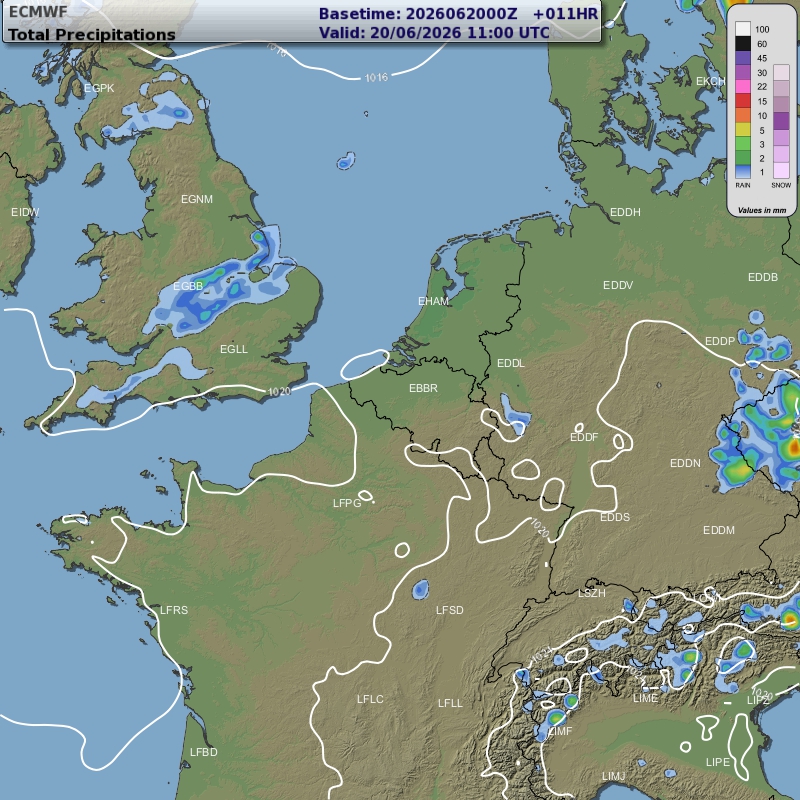 ECMWF
Basetime: 2026062000Z +011HR
Total Precipitations
Valid: 20/06/2026 11:00 UTC
1016
1016
100
60
45
30
22
15
10
5
3
2
1
RAIN
SNOW
Values in mm
EGPK
EKCH
EGNM
EIDW
EDDH
EGBB
EDDV
EDDB
EHAM
EDDP
EGLL
EDDL
EBBR
1020
EDDF
EDDN
LFPG
EDDS
1020
EDDM
LSZH
LFRS
LFSD
LFLC
LFLL
LIME
1020
LIPZ
LIMF
LFBD
LIPE
LIMJ